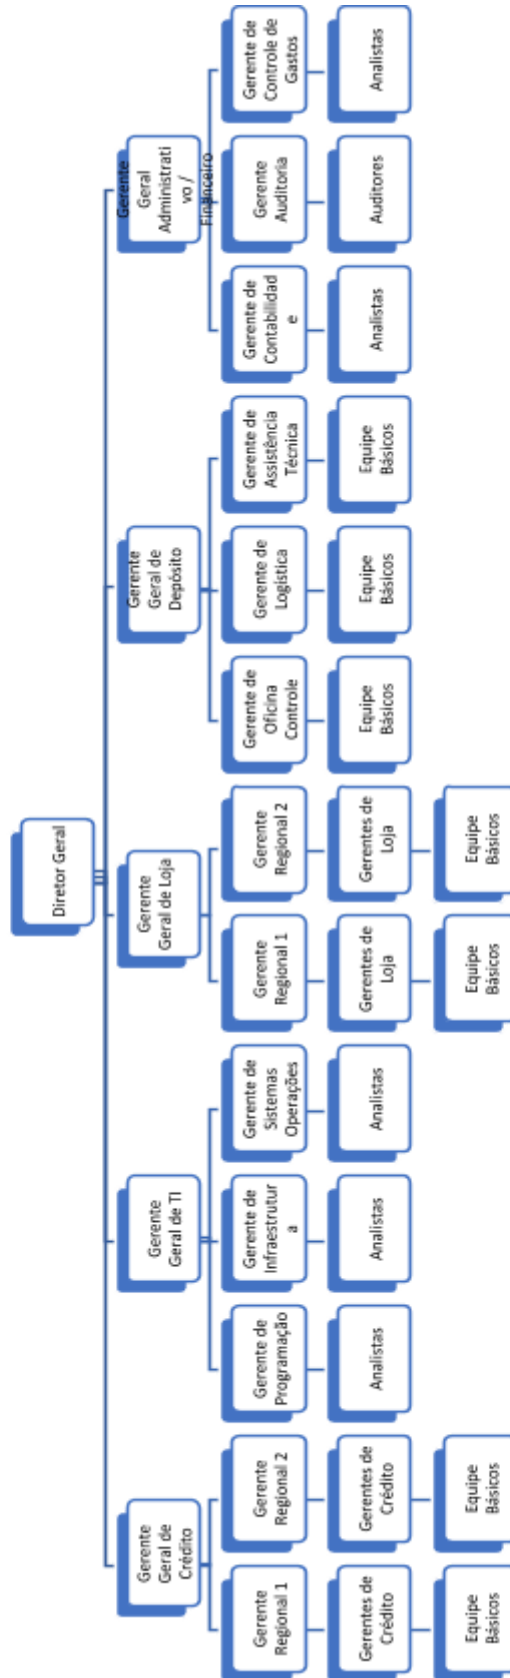 Diretor Geral
Gerente
Geral de
Crédito
Gerente
Geral de TI
Gerente
Geral de Loja
Gerente
Geral de
Depósito
Gerente
Geral
Administrati
vo /
Financeiro
Gerente
Regional 1
Gerente
Regional 2
Gerente de
Programação
Gerente de
Infraestrutur
a
Gerente de
Sistemas
Operações
Gerente
Regional 1
Gerente
Regional 2
Gerente de
Oficina
Controle
Gerente de
Logística
Gerente de
Assistência
Técnica
Gerente de
Contabilidad
e
Gerente
Auditoria
Gerente de
Controle de
Gastos
Gerentes de
Crédito
Gerentes de
Crédito
Analistas
Analistas
Analistas
Gerentes de
Loja
Gerentes de
Loja
Equipe
Básicos
Equipe
Básicos
Equipe
Básicos
Analistas
Auditores
Analistas
Equipe
Básicos
Equipe
Básicos
Equipe
Básicos
Equipe
Básicos